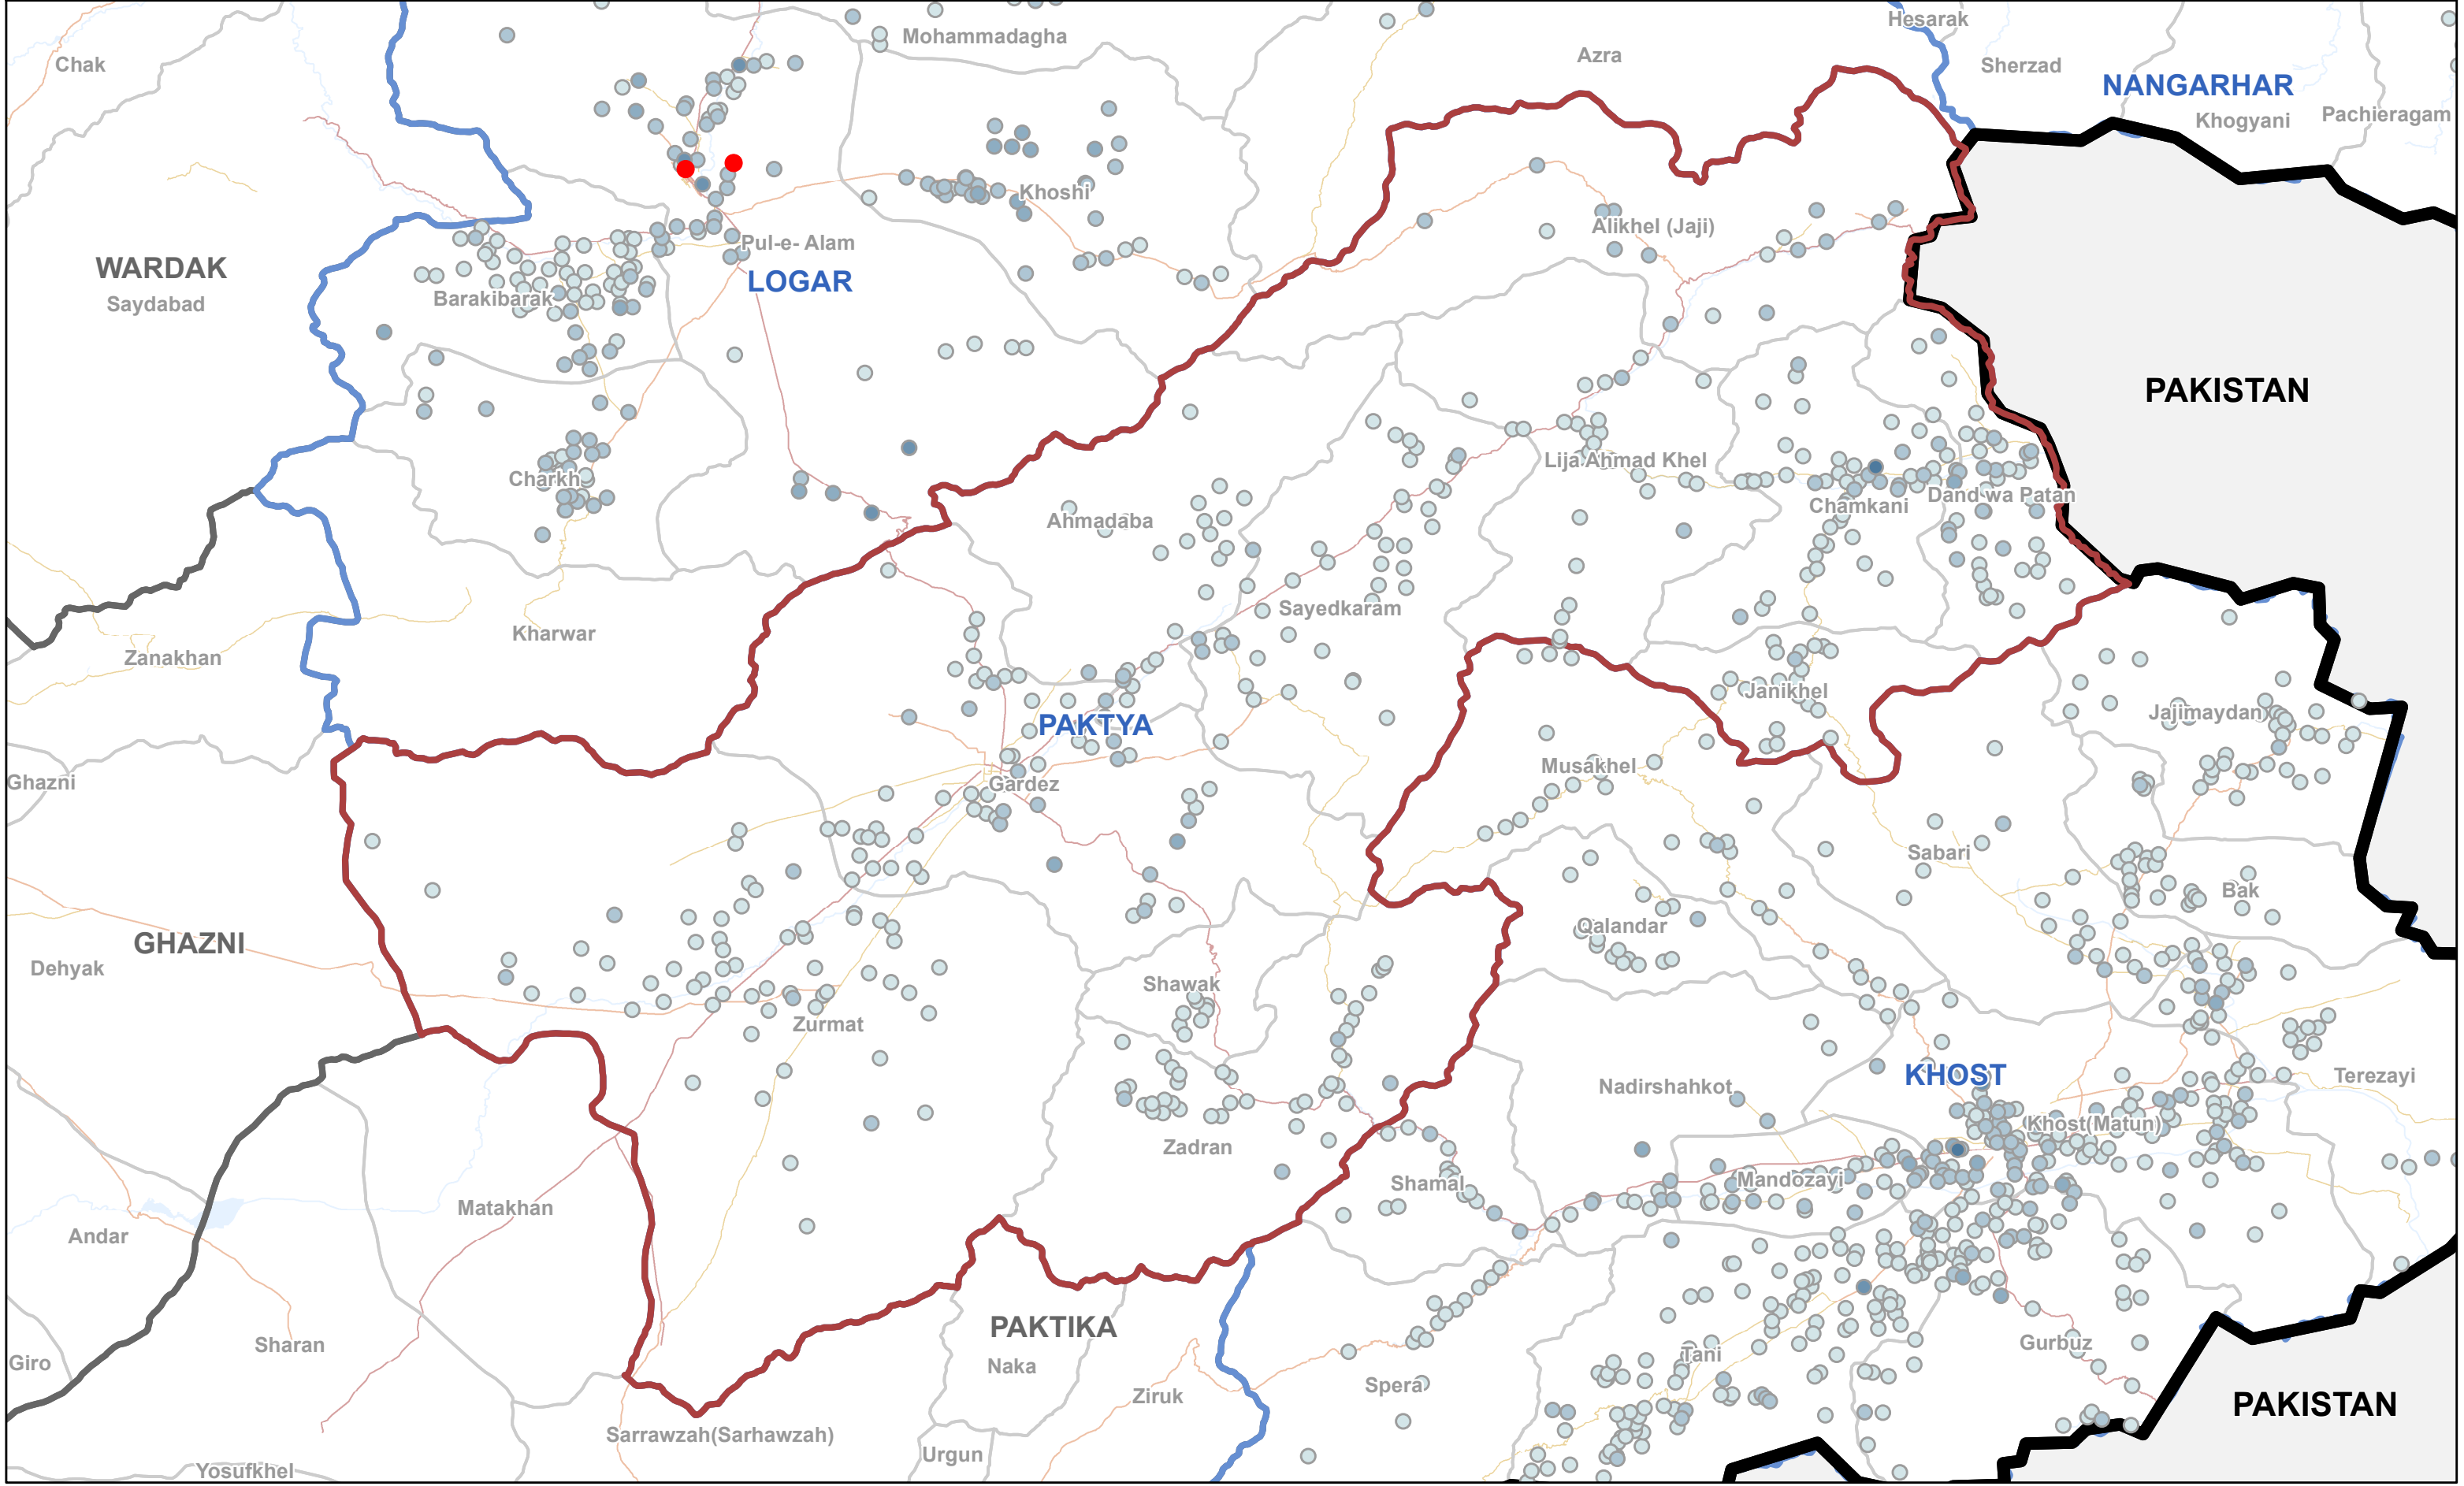 Hesarak
Mohammadagha
Azra
Chak
Sherzad
NANGARHAR
Pachieragam
Khogyani
Khoshi
Alikhel (Jaji)
Pul-e- Alam
WARDAK
LOGAR
Saydabad
Barakibarak
PAKISTAN
Lija Ahmad Khel
Charkh
Dand wa Patan
Chamkani
Ahmadaba
Sayedkaram
Kharwar
Zanakhan
Janikhel
Jajimaydan
PAKTYA
Musakhel
Ghazni
Gardez
Sabari
Bak
Qalandar
GHAZNI
Dehyak
Shawak
Zurmat
KHOST
Terezayi
Nadirshahkot
Khost(Matun)
Zadran
Mandozayi
Shamal
Matakhan
Andar
PAKTIKA
Gurbuz
Sharan
Tani
Giro
Naka
Spera
Ziruk
PAKISTAN
Sarrawzah(Sarhawzah)
Urgun
Yosufkhel